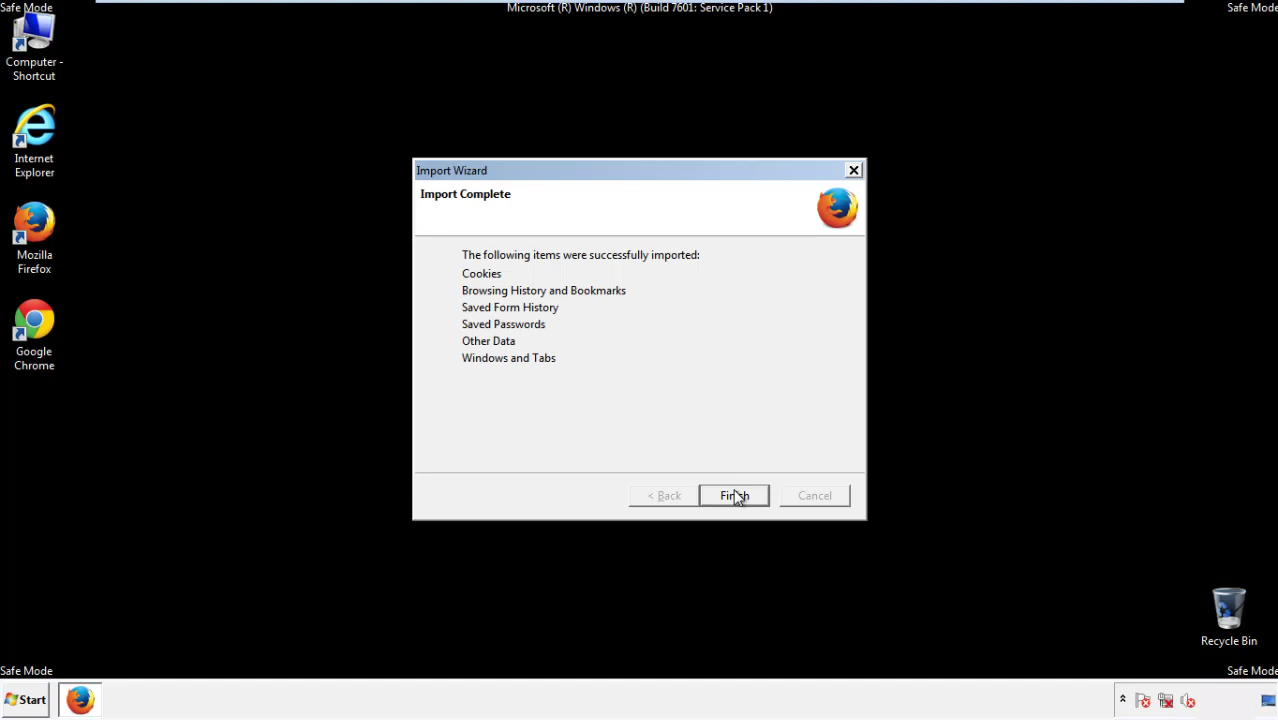 Safe Mode
Microsoft (R) Windows (R) (Build 7601: Service Pack 1)
Safe Mode
Computer -
Shortcut
Internet
Explorer
Mozilla
Firefox
Google
Chrome
Import Wizard
Import Complete
The following items were successfully imported:
Cookies
Browsing History and Bookmarks
Saved Form History
Saved Passwords
Other Data
Windows and Tabs
< Back
Finish
Cancel
Recycle Bin
Safe Mode
Safe Mode
Start